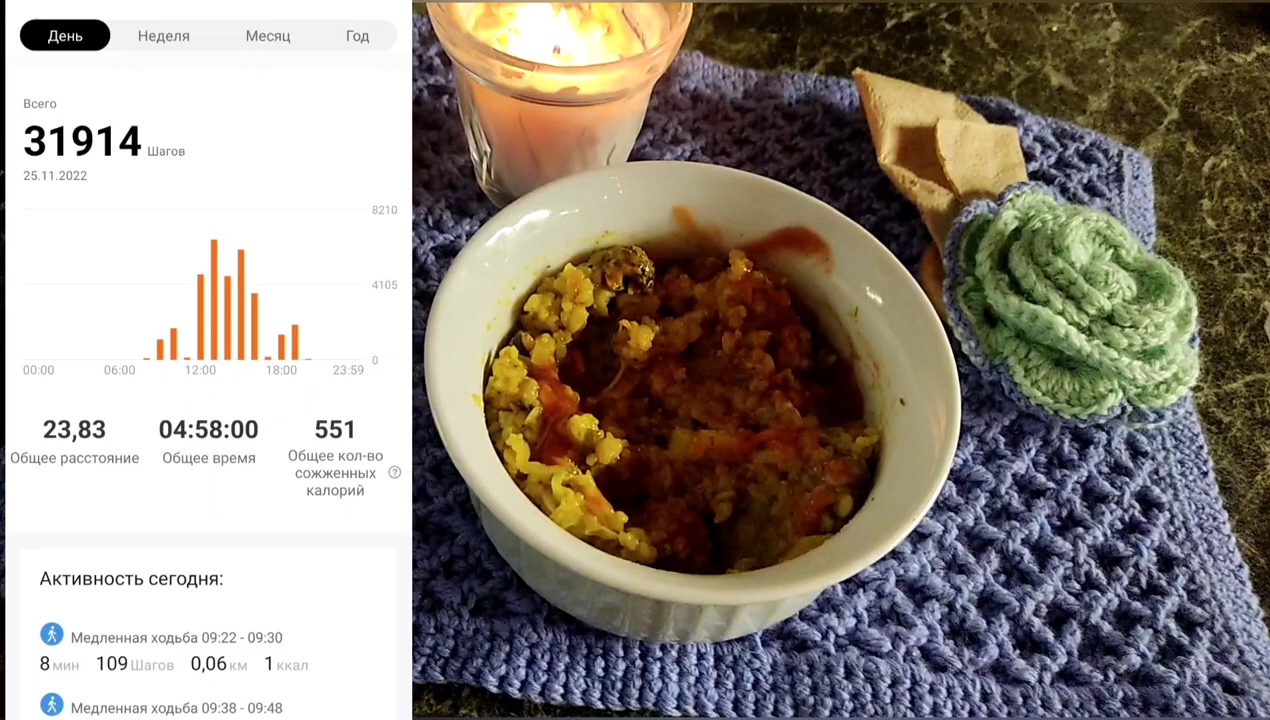 День Неделя Месяц Год
Всего
31914 Шагов
25.11.2022
8210
4105
0
00:00 06:00 12:00 18:00 23:59
23,83 04:58:00 551
Общее расстояние Общее время Общее кол-во
сожженных
калорий ?
Активность сегодня:
Медленная ходьба 09:22 - 09:30
8 мин 109 Шагов 0,06 км 1 ккал
Медленная ходьба 09:38 - 09:48